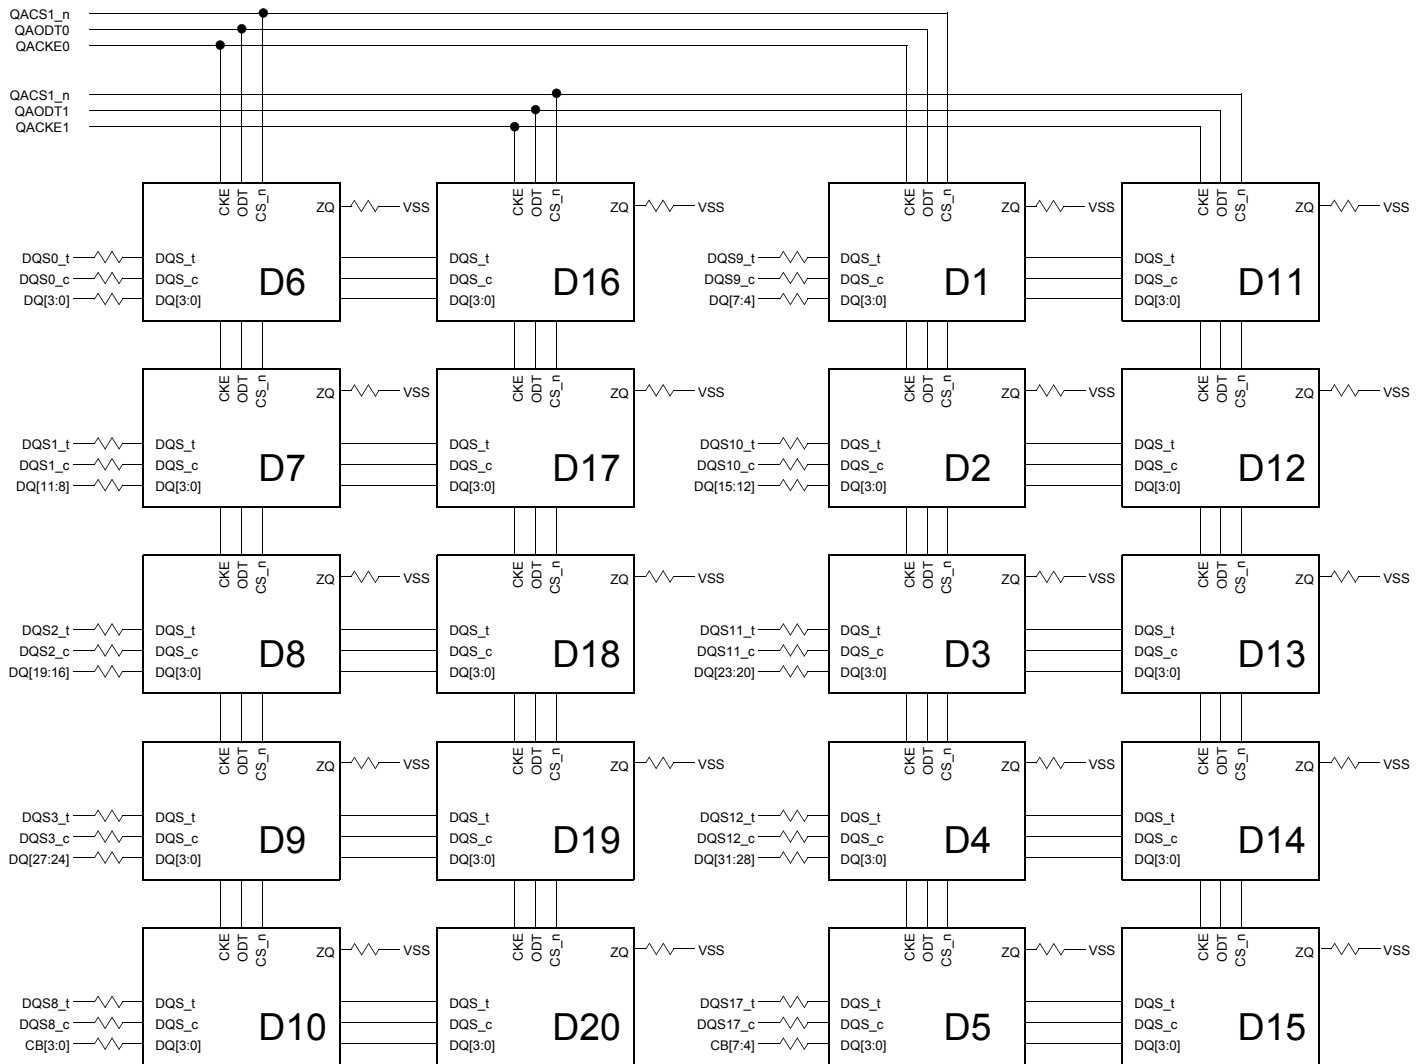 QACS1_n
QAODT0
QACKE0
QACS1_n
QAODT1
QACKE1
CKE ODT CS_n ZQ VSS CKE ODT CS_n ZQ VSS CKE ODT CS_n ZQ VSS CKE ODT CS_n ZQ VSS
DQS0_t DQS_t DQS_t DQS9_t DQS_t DQS_t
DQS0_c DQS_c D6 DQS_c D16 DQS9_c DQS_c D1 DQS_c D11
DQ[3:0] DQ[3:0] DQ[3:0] DQ[7:4] DQ[3:0] DQ[3:0]
CKE ODT CS_n ZQ VSS CKE ODT CS_n ZQ VSS CKE ODT CS_n ZQ VSS CKE ODT CS_n ZQ VSS
DQS1_t DQS_t DQS_t DQS10_t DQS_t DQS_t
DQS1_c DQS_c D7 DQS_c D17 DQS10_c DQS_c D2 DQS_c D12
DQ[11:8] DQ[3:0] DQ[3:0] DQ[15:12] DQ[3:0] DQ[3:0]
CKE ODT CS_n ZQ VSS CKE ODT CS_n ZQ VSS CKE ODT CS_n ZQ VSS CKE ODT CS_n ZQ VSS
DQS2_t DQS_t DQS_t DQS11_t DQS_t DQS_t
DQS2_c DQS_c D8 DQS_c D18 DQS11_c DQS_c D3 DQS_c D13
DQ[19:16] DQ[3:0] DQ[3:0] DQ[23:20] DQ[3:0] DQ[3:0]
CKE ODT CS_n ZQ VSS CKE ODT CS_n ZQ VSS CKE ODT CS_n ZQ VSS CKE ODT CS_n ZQ VSS
DQS3_t DQS_t DQS_t DQS12_t DQS_t DQS_t
DQS3_c DQS_c D9 DQS_c D19 DQS12_c DQS_c D4 DQS_c D14
DQ[27:24] DQ[3:0] DQ[3:0] DQ[31:28] DQ[3:0] DQ[3:0]
CKE ODT CS_n ZQ VSS CKE ODT CS_n ZQ VSS CKE ODT CS_n ZQ VSS CKE ODT CS_n ZQ VSS
DQS8_t DQS_t DQS_t DQS17_t DQS_t DQS_t
DQS8_c DQS_c D10 DQS_c D20 DQS17_c DQS_c D5 DQS_c D15
CB[3:0] DQ[3:0] DQ[3:0] CB[7:4] DQ[3:0] DQ[3:0]